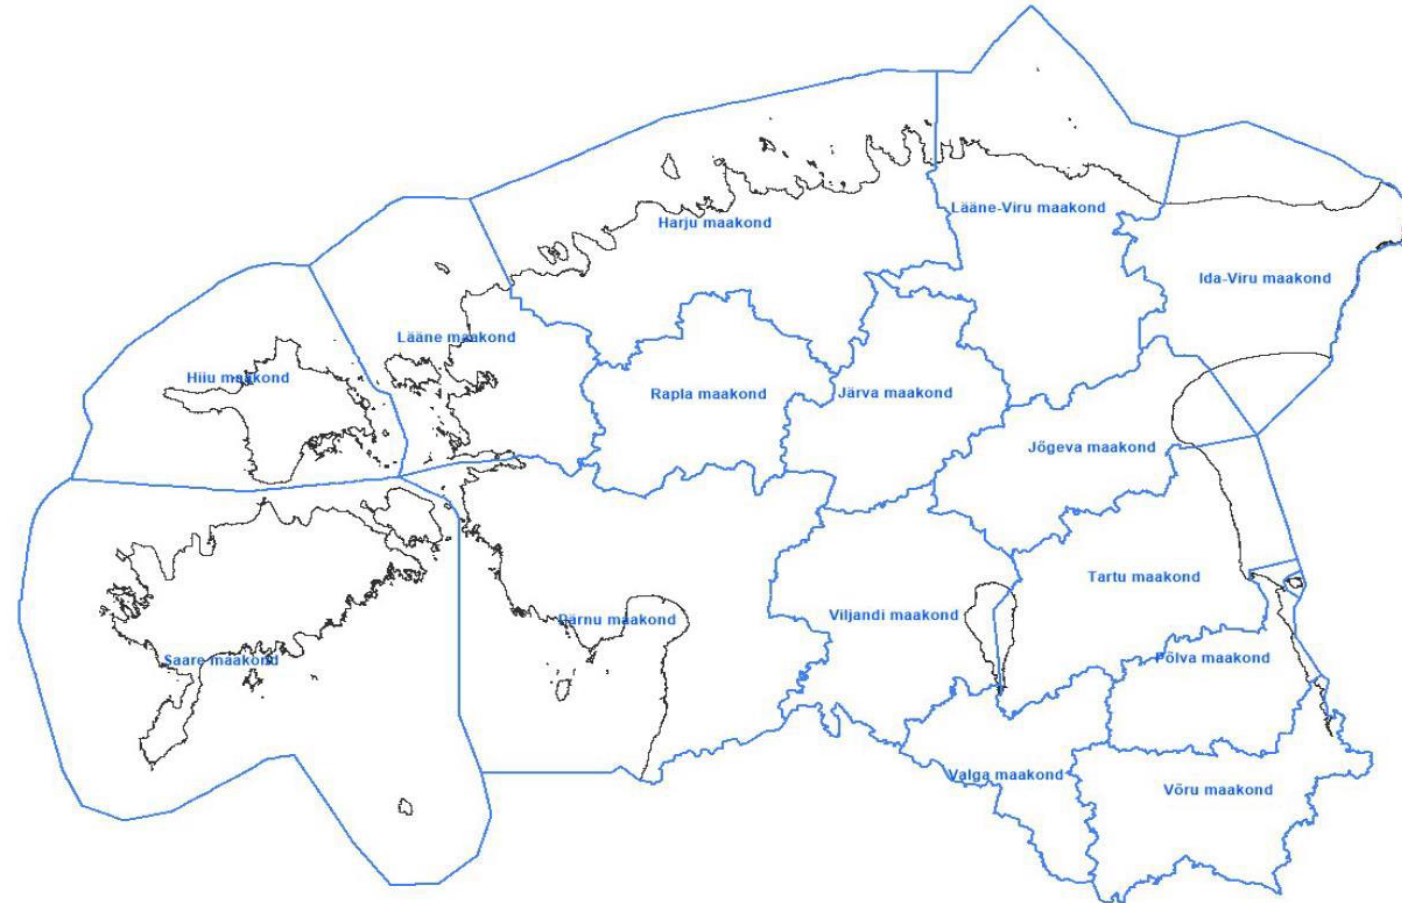 Lääne-Viru maakond
Harju maakond
Ida-Viru maakond
Lääne maakond
Hiiu maakond
Rapla maakond
Järva maakond
Jõgeva maakond
Tartu maakond
Pärnu maakond
Viljandi maakond
Saare maakond
Põlva maakond
Valga maakond
Võru maakond